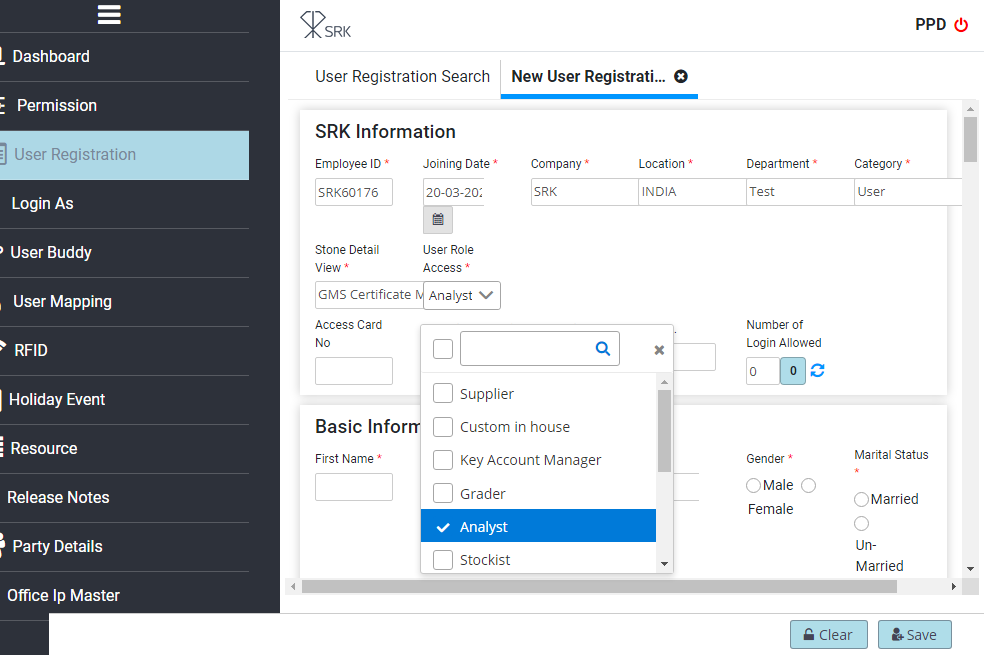 SRK
PPD
Dashboard
Permission
User Registration
Login As
User Buddy
User Mapping
RFID
Holiday Event
Resource
Release Notes
Party Details
Office Ip Master
User Registration Search
New User Registrati...
SRK Information
Employee ID *
Joining Date *
Company *
Location *
Department *
Category *
SRK60176
20-03-202
SRK
INDIA
Test
User
Stone Detail
View *
User Role
Access *
GMS Certificate M
Analyst
Access Card
No
Number of
Login Allowed
0
0
Supplier
Custom in house
Key Account Manager
Grader
Analyst
Stockist
Basic Inform
First Name *
Gender *
Male
Female
Marital Status
*
Married
Un-
Married
Clear
Save